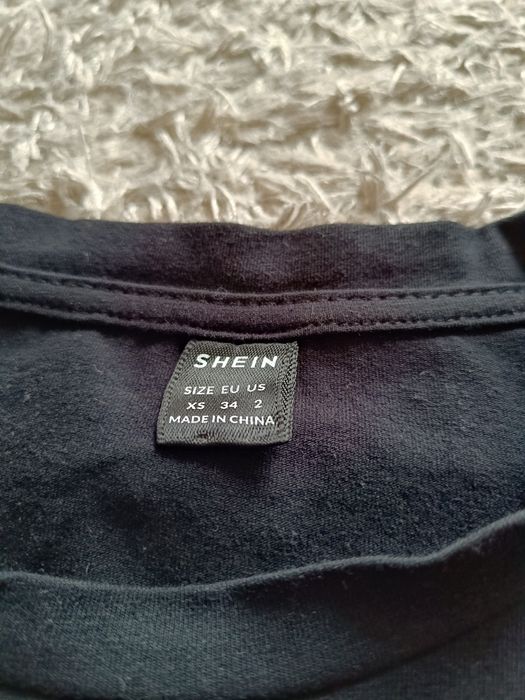 SHEIN
SIZE EU US
XS 34 2
MADE IN CHINA